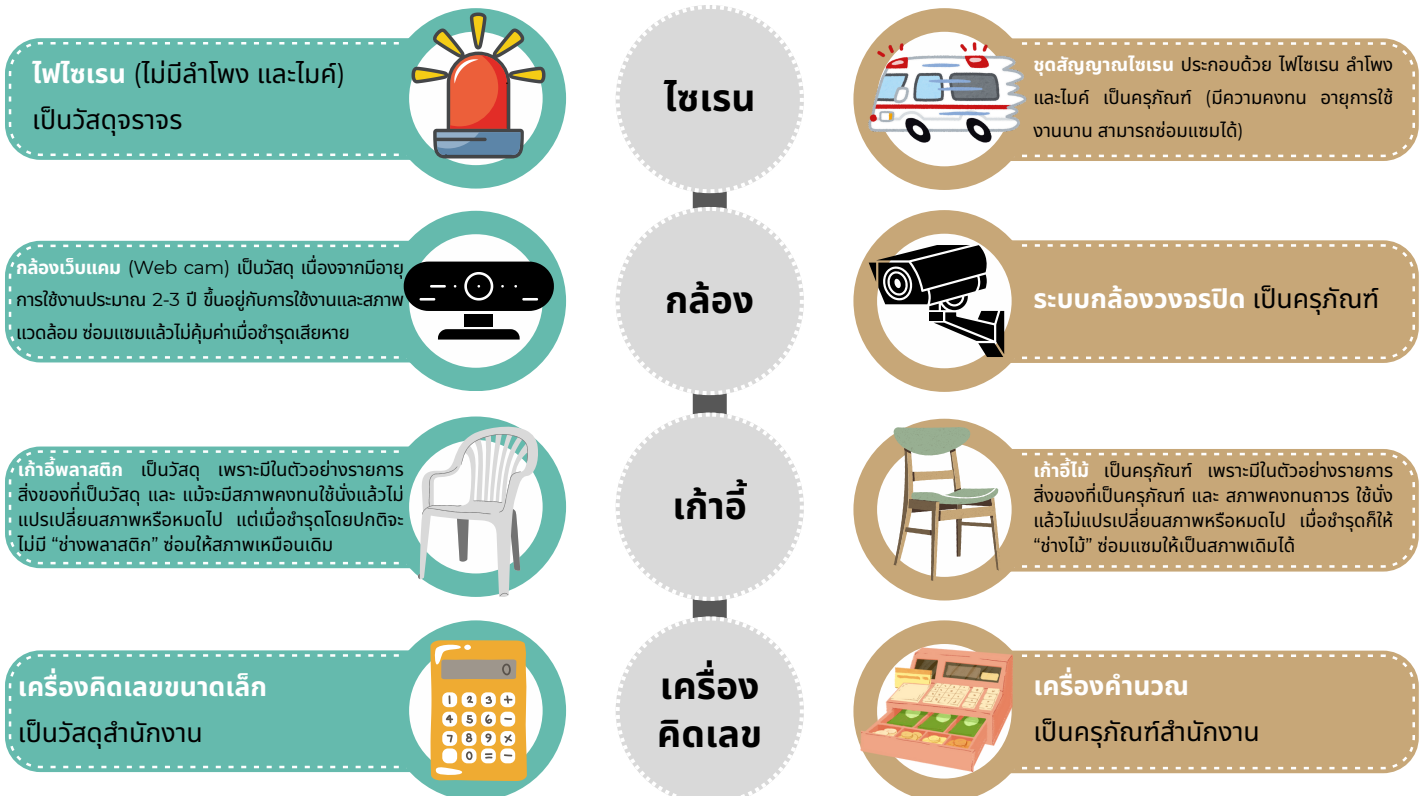 ไฟไซเรน (ไม่มีลำโพง และไมค์)
เป็นวัสดุจราจร
ไซเรน
ชุดสัญญาณไซเรน ประกอบด้วย ไฟไซเรน ลำโพง
และไมค์ เป็นครุภัณฑ์ (มีความคงทน อายุการใช้
งานนาน สามารถซ่อมแซมได้)
กล้องเว็บแคม (Web cam) เป็นวัสดุ เนื่องจากมีอายุ
การใช้งานประมาณ 2-3 ปี ขึ้นอยู่กับการใช้งานและสภาพ
แวดล้อม ซ่อมแซมแล้วไม่คุ้มค่าเมื่อชำรุดเสียหาย
กล้อง
ระบบกล้องวงจรปิด เป็นครุภัณฑ์
เก้าอี้พลาสติก เป็นวัสดุ เพราะมีในตัวอย่างรายการ
สิ่งของที่เป็นวัสดุ และ แม้จะมีสภาพคงทนใช้นั่งแล้วไม่
แปรเปลี่ยนสภาพหรือหมดไป แต่เมื่อชำรุดโดยปกติจะ
ไม่มี “ช่างพลาสติก” ซ่อมให้สภาพเหมือนเดิม
เก้าอี้
เก้าอี้ไม้ เป็นครุภัณฑ์ เพราะมีในตัวอย่างรายการ
สิ่งของที่เป็นครุภัณฑ์ และ สภาพคงทนถาวร ใช้นั่ง
แล้วไม่แปรเปลี่ยนสภาพหรือหมดไป เมื่อชำรุดก็ให้
“ช่างไม้” ซ่อมแซมให้เป็นสภาพเดิมได้
เครื่องคิดเลขขนาดเล็ก
เป็นวัสดุสำนักงาน
0
1 2 3 +
4 5 6 -
7 8 9 x
0 = -
เครื่อง
คิดเลข
เครื่องคำนวณ
เป็นครุภัณฑ์สำนักงาน